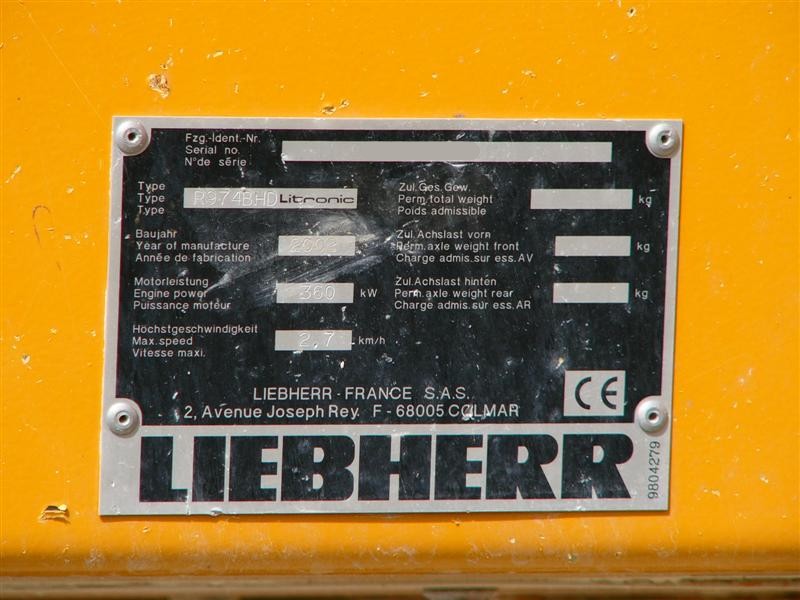 Fzg.-Ident.-Nr.
Serial no.
N°de série
Type R974BHD Litronic
Type
Type
Baujahr
Year of manufacture
Année de fabrication
Motorleistung
Engine power 360 kW
Puissance moteur
Höchstgeschwindigkeit
Max. speed 2,7 km/h
Vitesse maxi.
Zul.Ges.Gew.
Perm.total weight kg
Poids admissible
Zul.Achslast vorn
Perm.axle weight front kg
Charge admis.sur ess.AV
Zul.Achslast hinten
Perm.axle weight rear kg
Charge admis.sur ess.AR
LIEBHERR - FRANCE S.A.S.
2, Avenue Joseph Rey F - 68005 COLMAR
CE
LIEBHERR
9804279